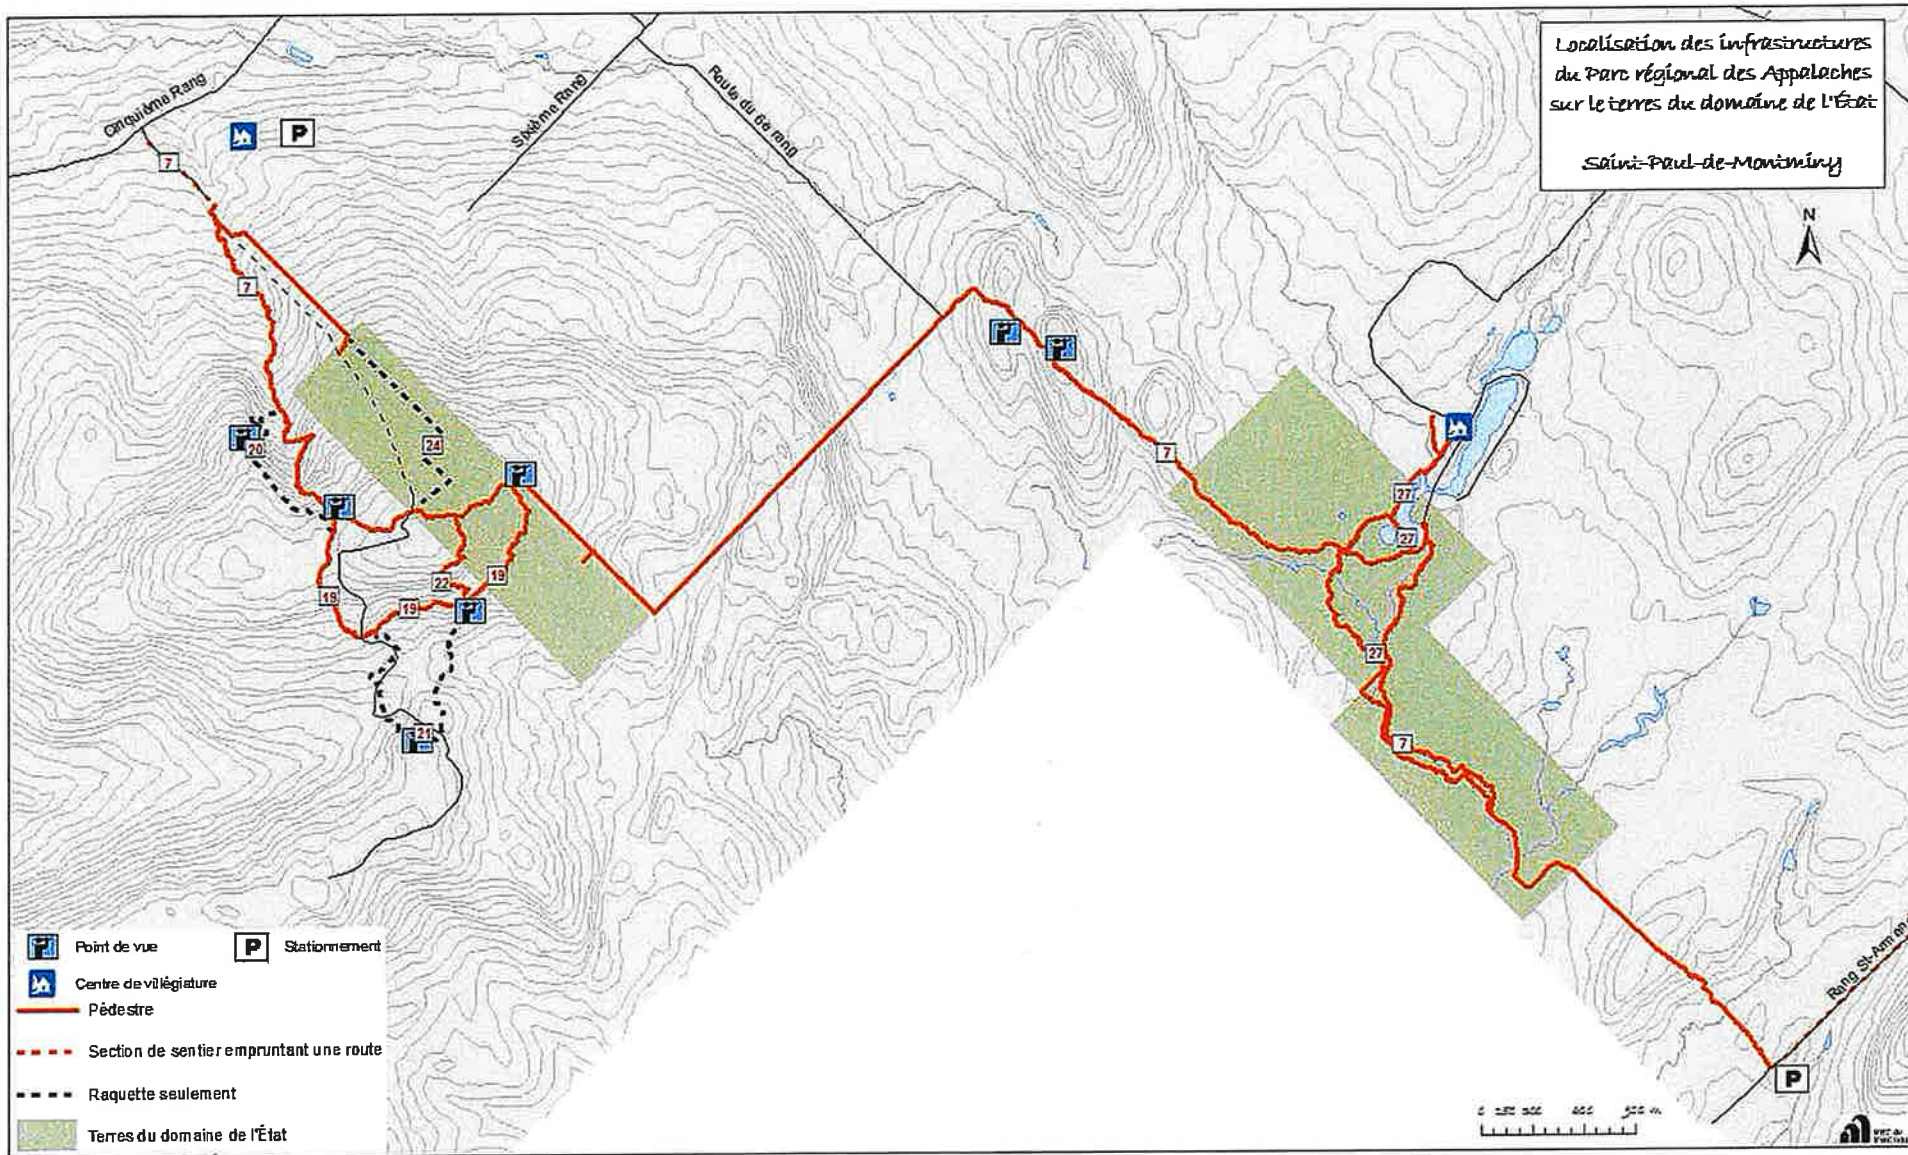 Localisation des infrastructures
du Parc régional des Appalaches
sur le terres du domaine de l'État
Saint-Paul-de-Montminy
N
Cinquième Rang
Sixième Rang
Route du 6e rang
P
7
7
20
24
19
22
19
19
21
7
27
27
27
7
Rang St-Arm
P
Point de vue
P Stationnement
Centre de villégiature
Pédestre
Section de sentier empruntant une route
Raquette seulement
Terres du domaine de l'État
0
m